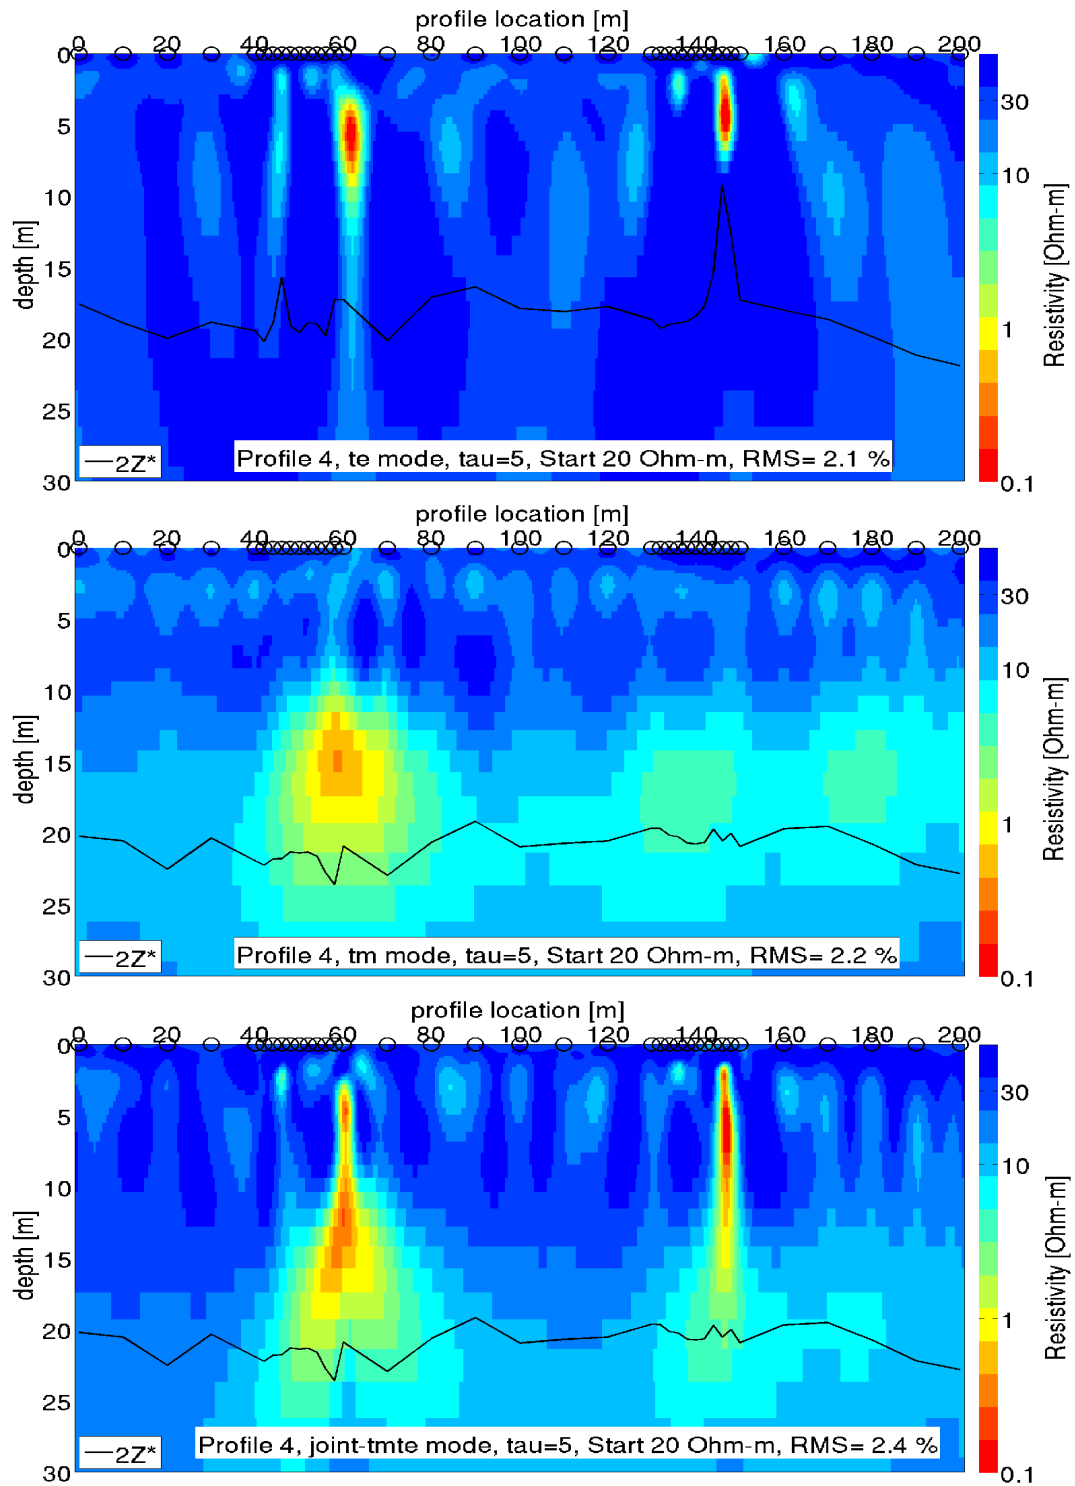 profile location [m]
0 20 40 60 80 100 120 140 160 180 200
0
5
10
15
20
25
30
depth [m]
2Z*
Profile 4, te mode, tau=5, Start 20 Ohm-m, RMS= 2.1 %
30
10
1
0.1
Resistivity [Ohm-m]
profile location [m]
0 20 40 60 80 100 120 140 160 180 200
0
5
10
15
20
25
30
depth [m]
2Z*
Profile 4, tm mode, tau=5, Start 20 Ohm-m, RMS= 2.2 %
30
10
1
0.1
Resistivity [Ohm-m]
profile location [m]
0 20 40 60 80 100 120 140 160 180 200
0
5
10
15
20
25
30
depth [m]
2Z*
Profile 4, joint-tmte mode, tau=5, Start 20 Ohm-m, RMS= 2.4 %
30
10
1
0.1
Resistivity [Ohm-m]